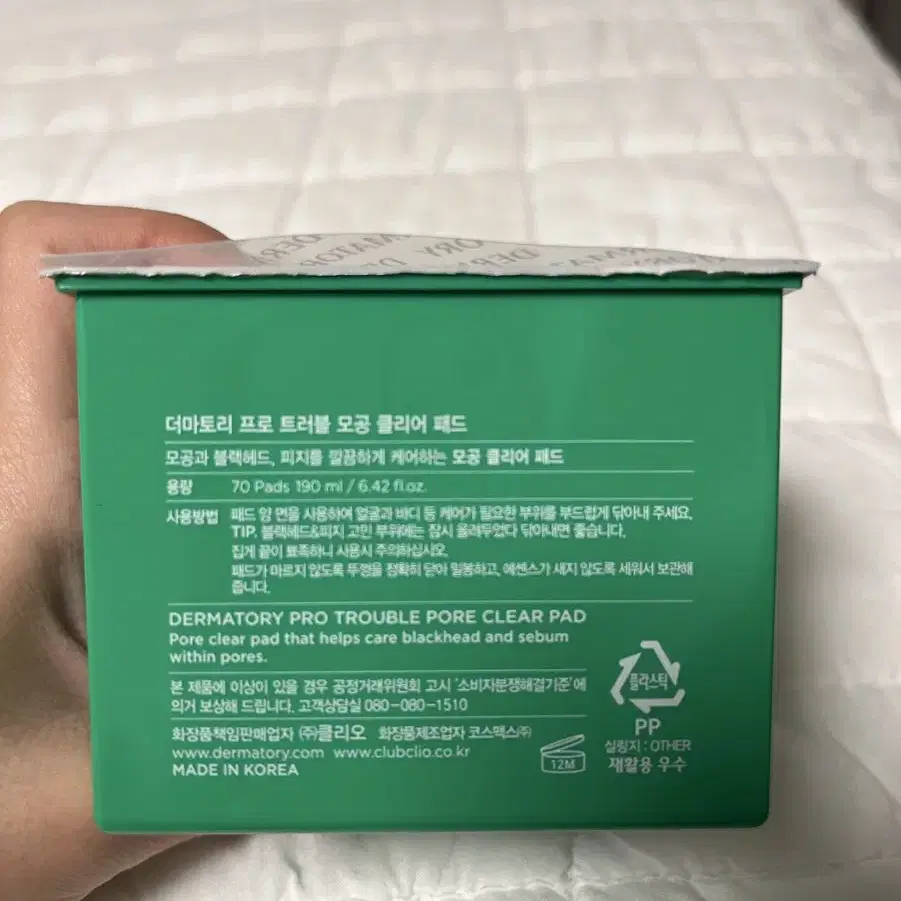 더마토리 프로 트러블 모공 클리어 패드
모공과 블랙헤드, 피지를 깔끔하게 케어하는 모공 클리어 패드
용량 70 Pads 190 ml / 6.42 fl.oz.
사용방법 패드 양 면을 사용하여 얼굴과 바디 등 케어가 필요한 부위를 부드럽게 닦아내 주세요.
TIP. 블랙헤드&피지 고민 부위에는 잠시 올려두었다 닦아내면 좋습니다.
집게 끝이 뾰족하니 사용시 주의하십시오.
패드가 마르지 않도록 뚜껑을 정확히 닫아 밀봉하고, 에센스가 새지 않도록 세워서 보관해
줍니다.
DERMATORY PRO TROUBLE PORE CLEAR PAD
Pore clear pad that helps care blackhead and sebum
within pores.
본 제품에 이상이 있을 경우 공정거래위원회 고시 '소비자분쟁해결기준'에
의거 보상해 드립니다. 고객상담실 080-080-1510
화장품책임판매업자 ㈜클리오 화장품제조업자 코스맥스㈜
www.dermatory.com www.clubclio.co.kr
MADE IN KOREA
12M
플라스틱
PP
실링지 : OTHER
재활용 우수